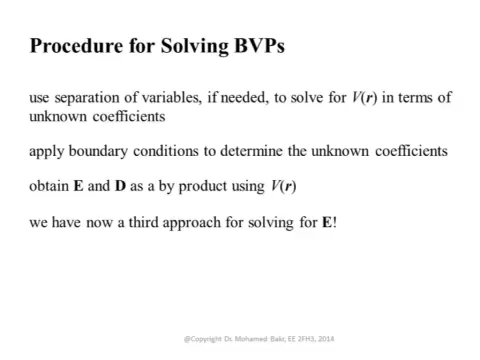 Procedure for Solving BVPs
use separation of variables, if needed, to solve for V(r) in terms of
unknown coefficients
apply boundary conditions to determine the unknown coefficients
obtain E and D as a by product using V(r)
we have now a third approach for solving for E!
@Copyright Dr. Mohamed Bakr, EE 2FH3, 2014